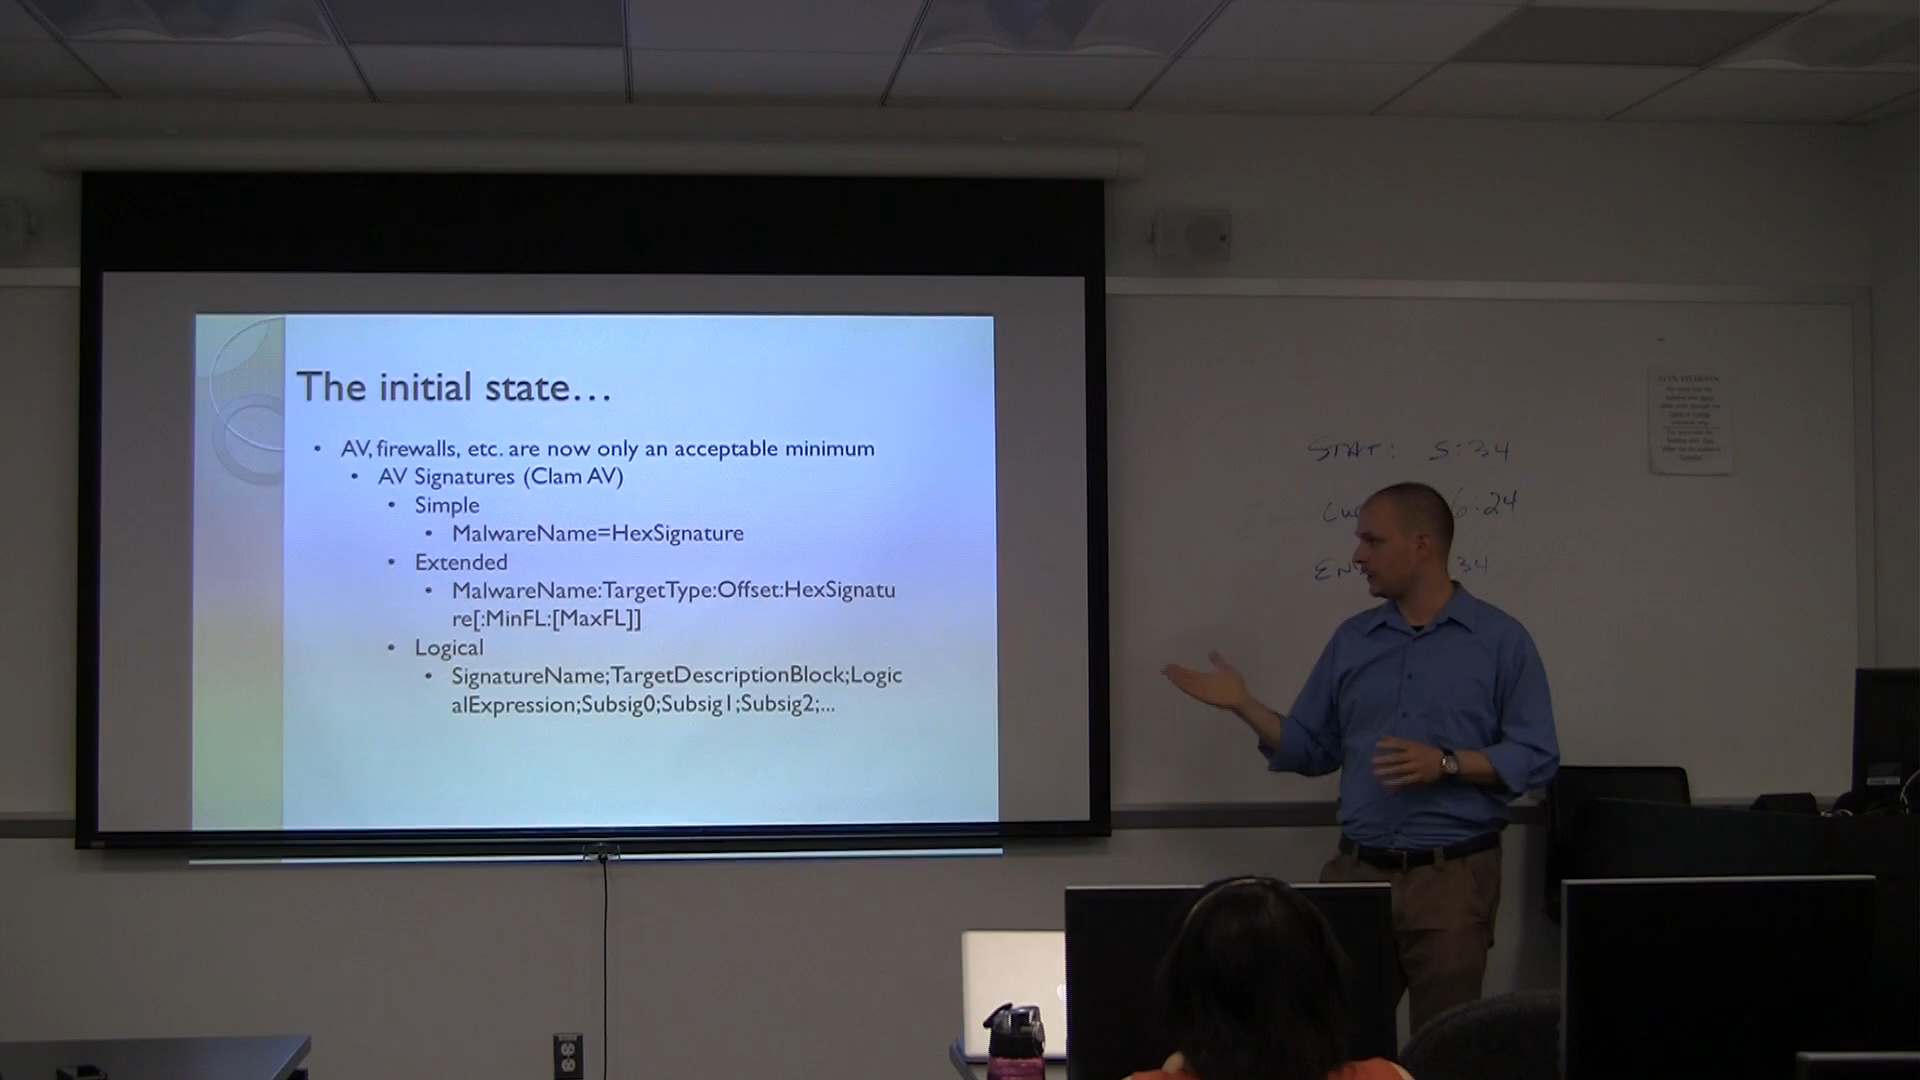 The initial state…
• AV, firewalls, etc. are now only an acceptable minimum
• AV Signatures (Clam AV)
• Simple
• MalwareName=HexSignature
• Extended
• MalwareName:TargetType:Offset:HexSignatu
re[:MinFL:[MaxFL]]
• Logical
• SignatureName;TargetDescriptionBlock;Logic
alExpression;Subsig0;Subsig1;Subsig2;...
START: 5:34
6:24
34